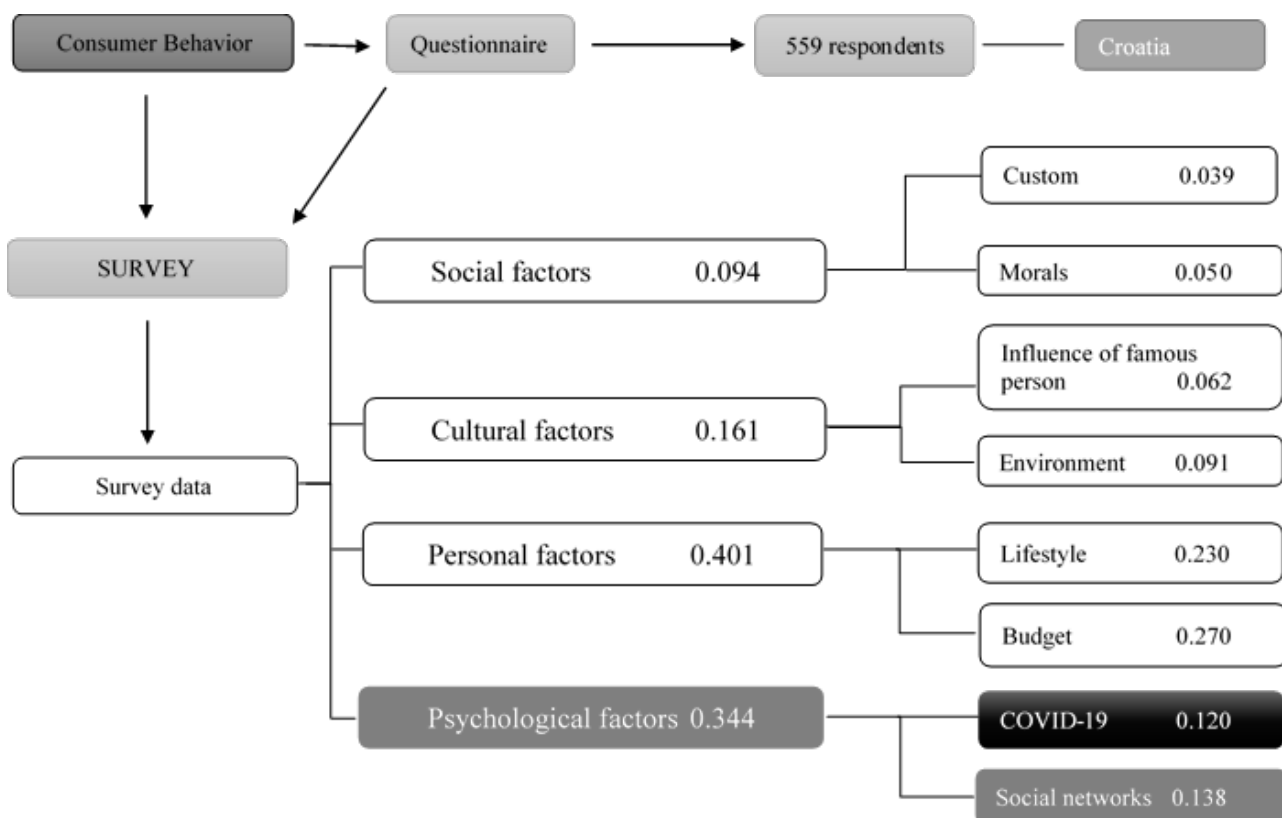 Consumer Behavior
Questionnaire
559 respondents
Croatia
Custom 0.039
SURVEY
Social factors 0.094
Morals 0.050
Influence of famous
person 0.062
Cultural factors 0.161
Environment 0.091
Survey data
Personal factors 0.401
Lifestyle 0.230
Budget 0.270
Psychological factors 0.344
COVID-19 0.120
Social networks 0.138